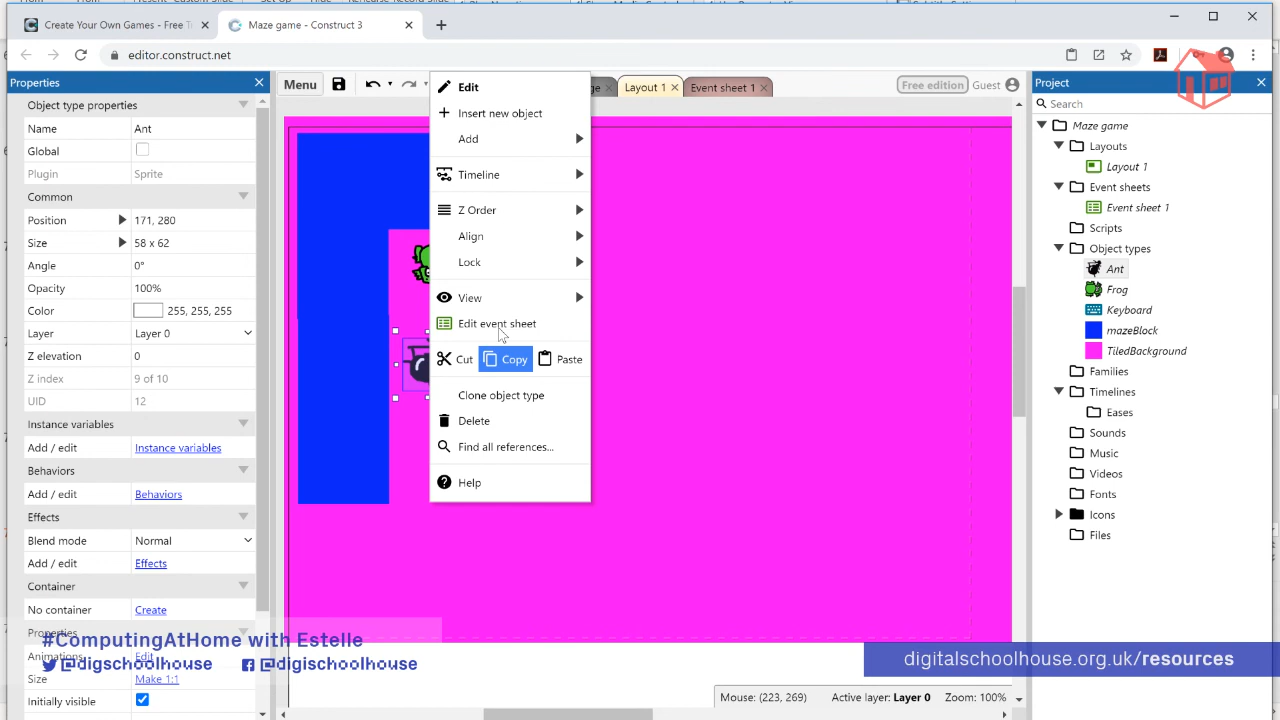 Create Your Own Games - Free T
Maze game - Construct 3
editor.construct.net
Properties
Object type properties
Name Ant
Global
Plugin Sprite
Common
Position 171, 280
Size 58 x 62
Angle 0°
Opacity 100%
Color 255, 255, 255
Layer Layer 0
Z elevation 0
Z index 9 of 10
UID 12
Instance variables
Add / edit Instance variables
Behaviors
Add / edit Behaviors
Effects
Blend mode Normal
Add / edit Effects
Container
No container Create
Properties
Animations Edit
Size Make 1:1
Initially visible
Menu
ge
Layout 1
Event sheet 1
Free edition
Guest
Edit
Insert new object
Add
Timeline
Z Order
Align
Lock
View
Edit event sheet
Cut Copy Paste
Clone object type
Delete
Find all references...
Help
Project
Search
Maze game
Layouts
Layout 1
Event sheets
Event sheet 1
Scripts
Object types
Ant
Frog
Keyboard
mazeBlock
TiledBackground
Families
Timelines
Eases
Sounds
Music
Videos
Fonts
Icons
Files
#ComputingAtHome with Estelle
@digschoolhouse @digischoolhouse
digitalschoolhouse.org.uk/resources
Mouse: (223, 269) Active layer: Layer 0 Zoom: 100%